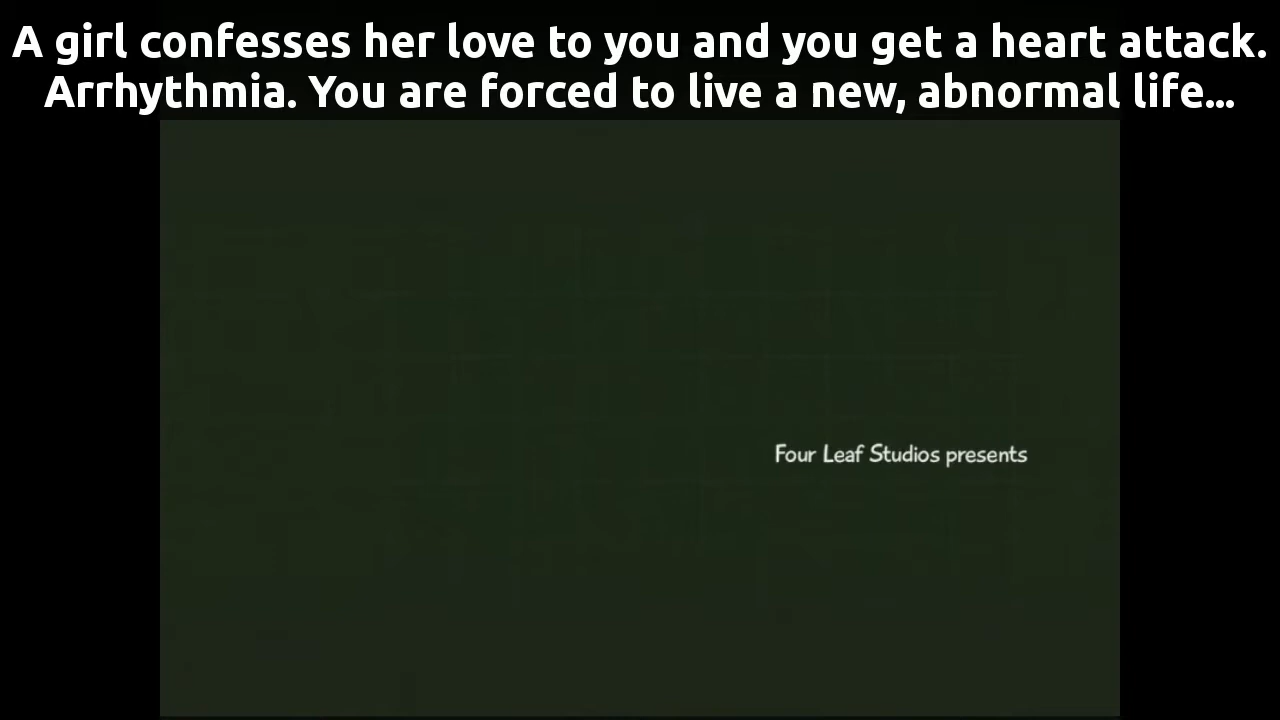 A girl confesses her love to you and you get a heart attack.
Arrhythmia. You are forced to live a new, abnormal life...
Four Leaf Studios presents